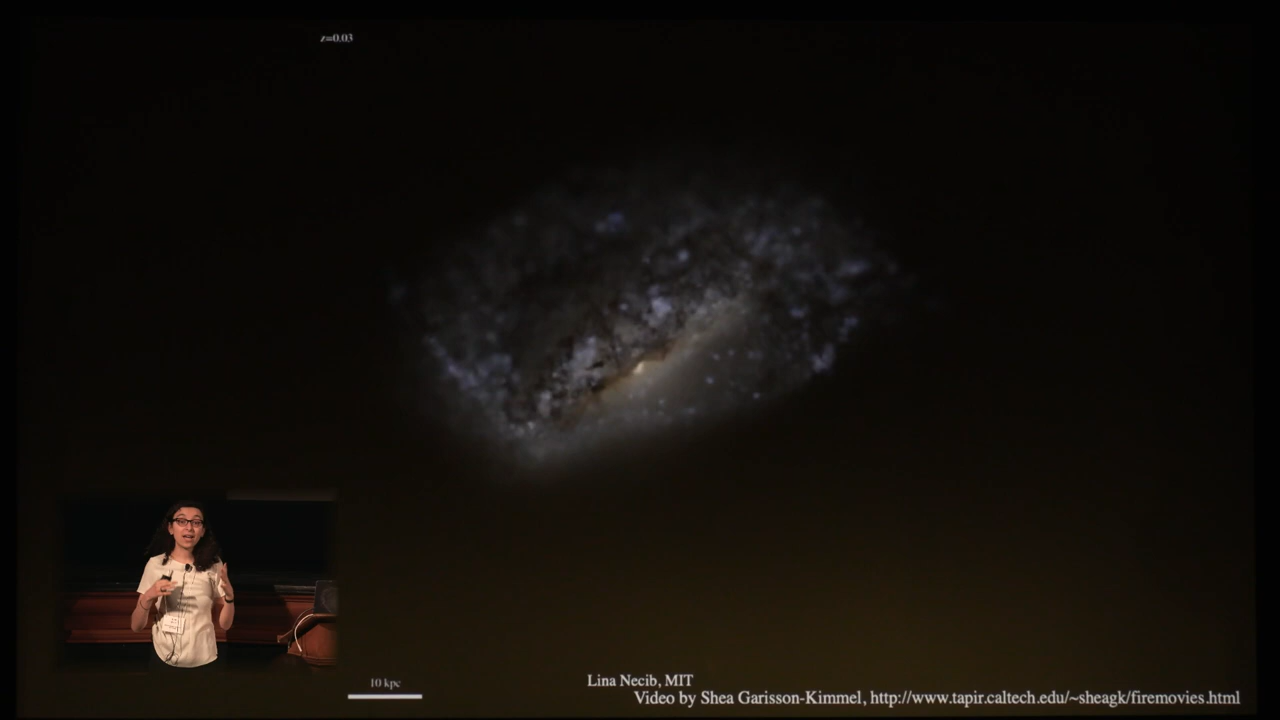 z=0.03
10 kpc
Lina Necib, MIT
Video by Shea Garisson-Kimmel, http://www.tapir.caltech.edu/~sheagk/firemovies.html